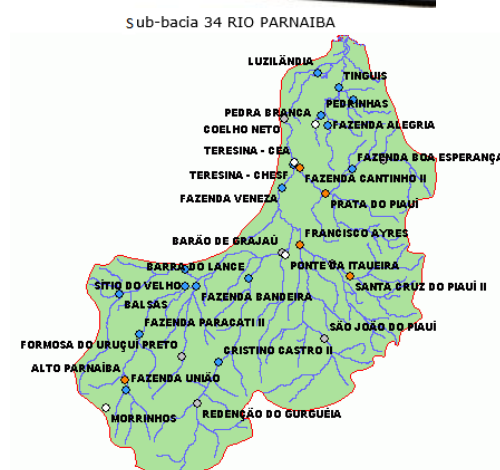 Sub-bacia 34 RIO PARNAIBA
LUZILÂNDIA
TINGUIS
PEDRINHAS
PEDRA BRANCA
COELHO NETO
FAZENDA ALEGRIA
TERESINA - CEA
FAZENDA BOA ESPERANÇA
TERESINA - CHESF
FAZENDA CANTINHO II
FAZENDA VENEZA
PRATA DO PIAUÍ
FRANCISCO AYRES
BARÃO DE GRAJAÚ
PONTE DA ITAUEIRA
BARRA DO LANCE
SÍTIO DO VELHO
SANTA CRUZ DO PIAUÍ II
FAZENDA BANDEIRA
BALSAS
FAZENDA PARACATI II
SÃO JOÃO DO PIAUÍ
FORMOSA DO URUÇUÍ PRETO
CRISTINO CASTRO II
ALTO PARNAÍBA
FAZENDA UNIÃO
MORRINHOS
REDENÇÃO DO GURGUÉIA